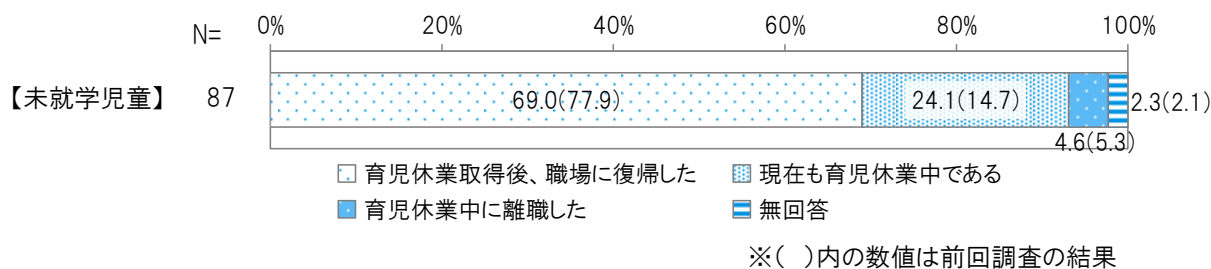 N= 0% 20% 40% 60% 80% 100%
【未就学児童】 87 69.0(77.9) 24.1(14.7) 2.3(2.1)
4.6(5.3)
育児休業取得後、職場に復帰した 現在も育児休業中である
育児休業中に離職した 無回答
※( )内の数値は前回調査の結果